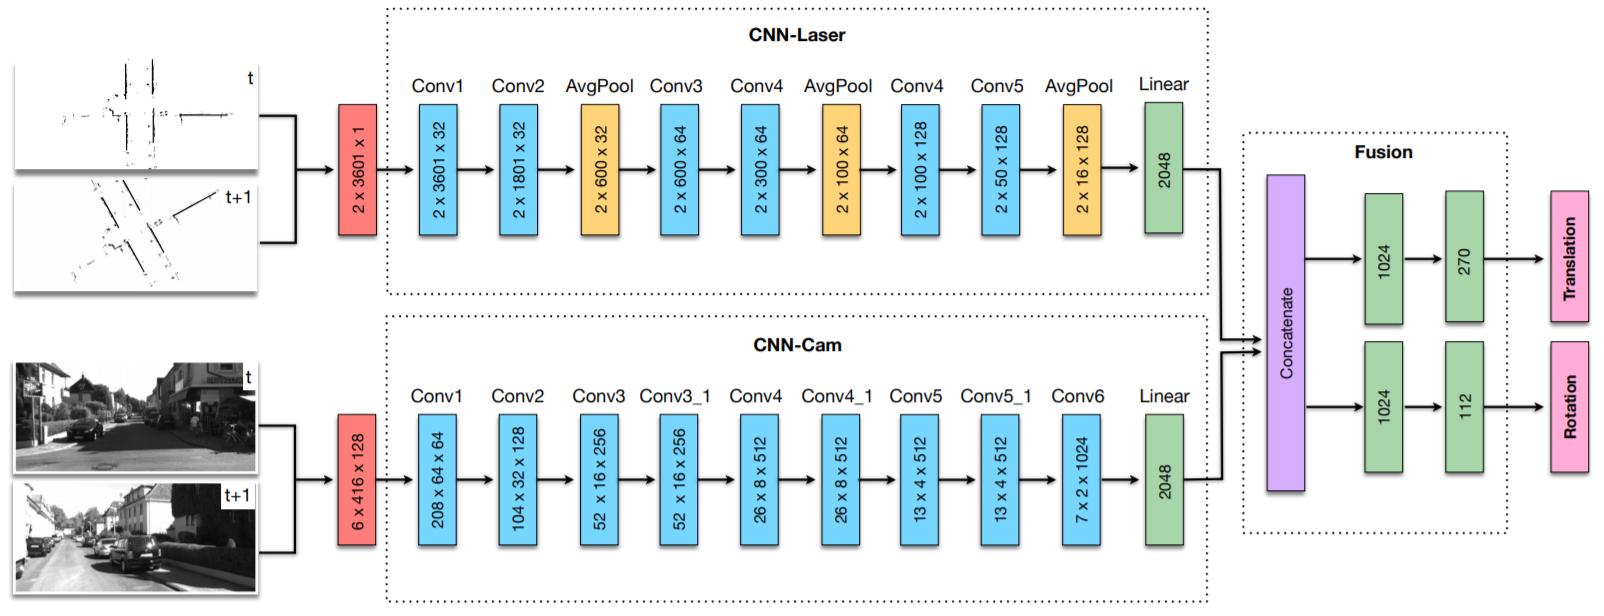 CNN-Laser
t
t+1
2 x 3601 x 1
Conv1
2 x 3601 x 32
Conv2
2 x 1801 x 32
AvgPool
2 x 600 x 32
Conv3
2 x 600 x 64
Conv4
2 x 300 x 64
AvgPool
2 x 100 x 64
Conv4
2 x 100 x 128
Conv5
2 x 50 x 128
AvgPool
2 x 16 x 128
Linear
2048
CNN-Cam
t
t+1
6 x 416 x 128
Conv1
208 x 64 x 64
Conv2
104 x 32 x 128
Conv3
52 x 16 x 256
Conv3_1
52 x 16 x 256
Conv4
26 x 8 x 512
Conv4_1
26 x 8 x 512
Conv5
13 x 4 x 512
Conv5_1
13 x 4 x 512
Conv6
7 x 2 x 1024
Linear
2048
Fusion
Concatenate
1024
270
Translation
1024
112
Rotation